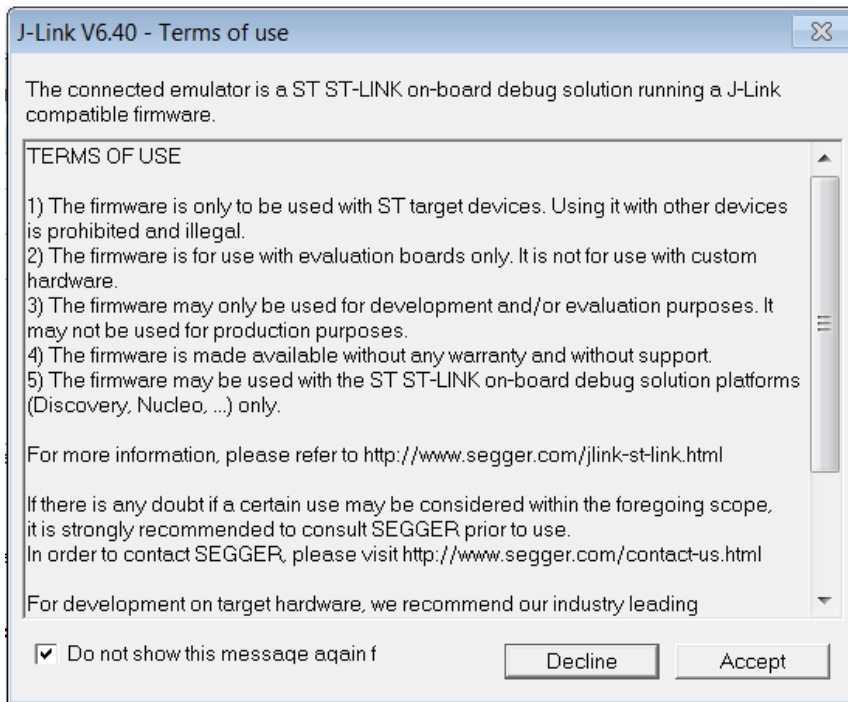 J-Link V6.40 - Terms of use
The connected emulator is a ST ST-LINK on-board debug solution running a J-Link
compatible firmware.
TERMS OF USE
1) The firmware is only to be used with ST target devices. Using it with other devices
is prohibited and illegal.
2) The firmware is for use with evaluation boards only. It is not for use with custom
hardware.
3) The firmware may only be used for development and/or evaluation purposes. It
may not be used for production purposes.
4) The firmware is made available without any warranty and without support.
5) The firmware may be used with the ST ST-LINK on-board debug solution platforms
(Discovery, Nucleo, ...) only.
For more information, please refer to http://www.segger.com/jlink-st-link.html
If there is any doubt if a certain use may be considered within the foregoing scope,
it is strongly recommended to consult SEGGER prior to use.
In order to contact SEGGER, please visit http://www.segger.com/contact-us.html
For development on target hardware, we recommend our industry leading
Do not show this message again f
Decline
Accept